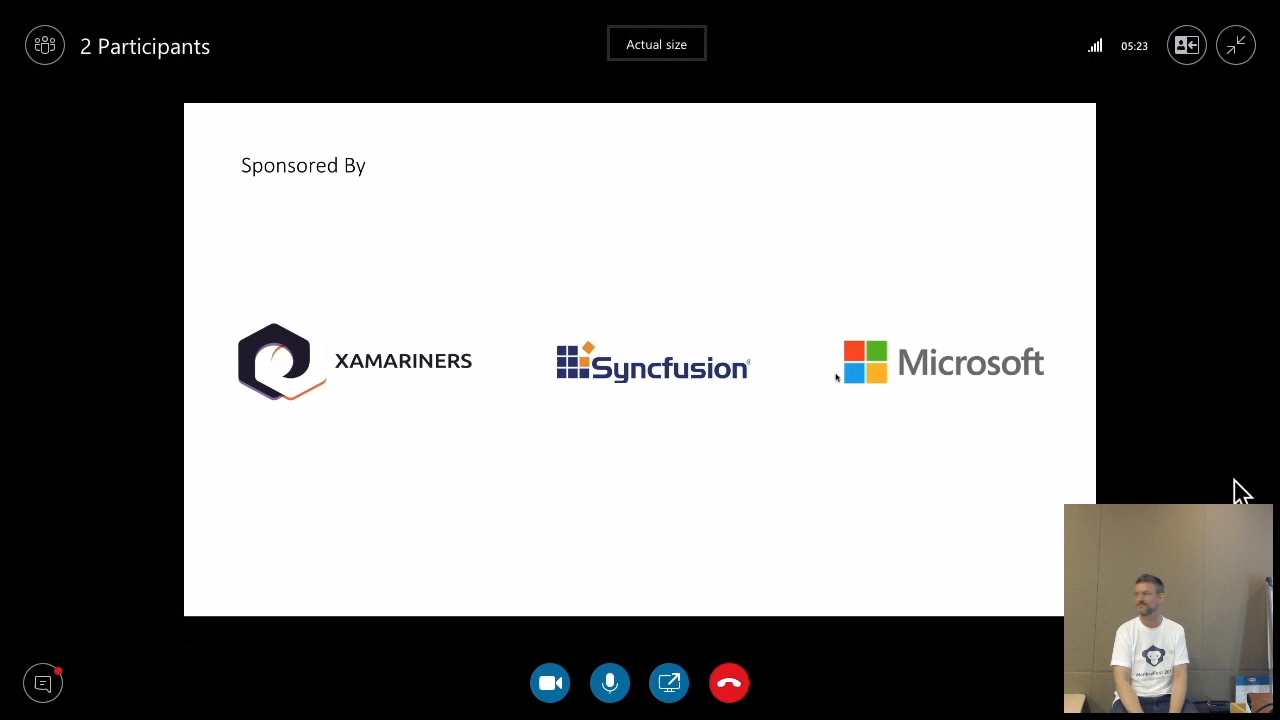 2 Participants
Actual size
05:23
Sponsored By
XAMARINERS
Syncfusion®
Microsoft